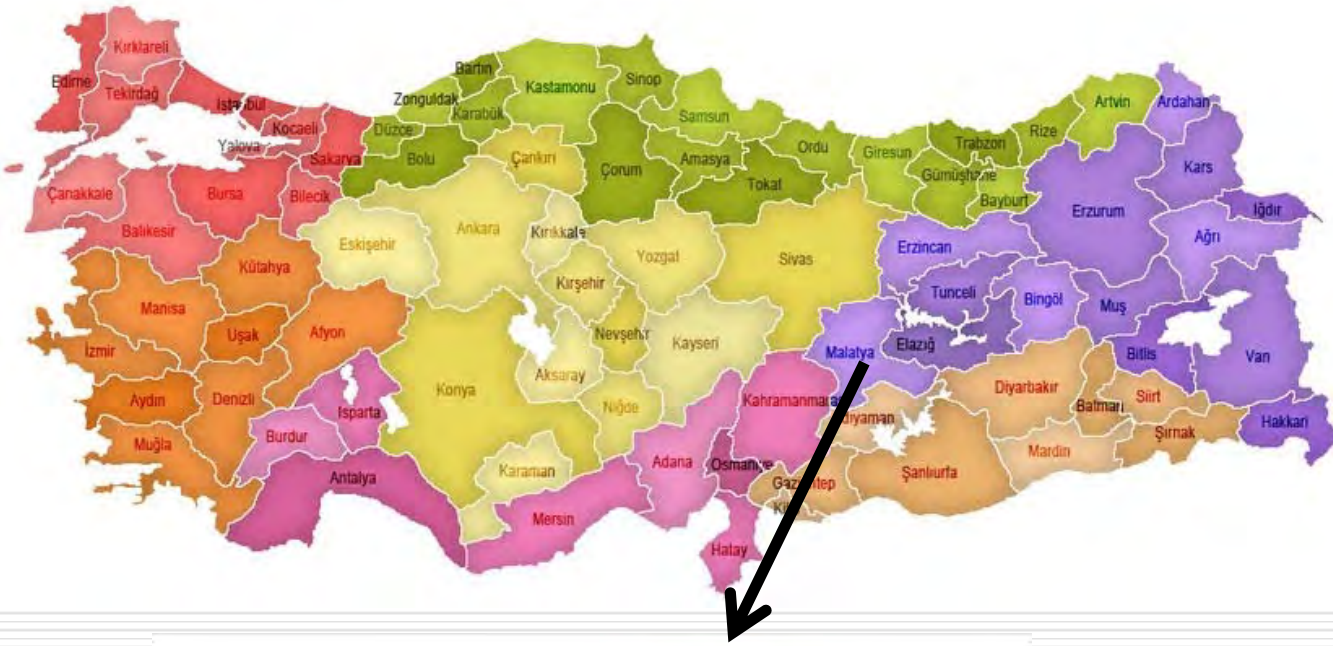 Kırklareli
Edirne
Tekirdağ
İstanbul
Kocaeli
Yalova
Sakarya
Çanakkale
Bursa
Bilecik
Balıkesir
Bartın
Zonguldak
Karabük
Kastamonu
Sinop
Samsun
Düzce
Bolu
Çankırı
Çorum
Amasya
Tokat
Ordu
Giresun
Trabzon
Gümüşhane
Bayburt
Rize
Artvin
Ardahan
Kars
Iğdır
Ağrı
Erzurum
Erzincan
Eskişehir
Ankara
Kırıkkale
Yozgat
Sivas
Kırşehir
Nevşehir
Kayseri
Aksaray
Niğde
Konya
Karaman
Kütahya
Manisa
Uşak
Afyon
İzmir
Aydın
Denizli
Muğla
Isparta
Burdur
Antalya
Mersin
Adana
Osmaniye
Kahramanmaraş
Hatay
Malatya
Elazığ
Tunceli
Bingöl
Muş
Bitlis
Van
Hakkari
Diyarbakır
Batman
Siirt
Şırnak
Mardin
Şanlıurfa
Gaziantep